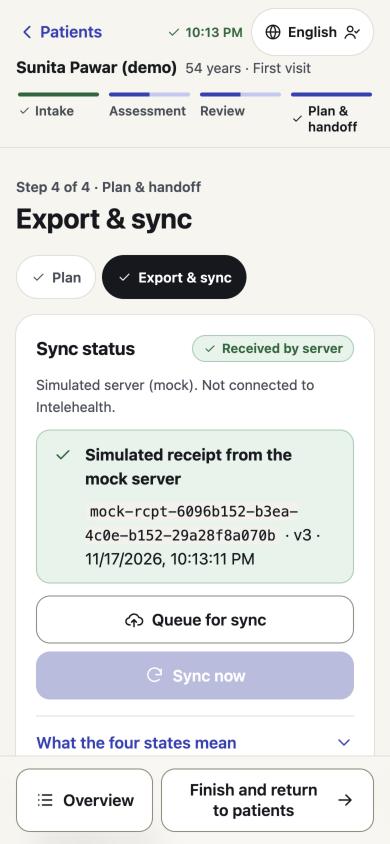 Patients
10:13 PM
English
Sunita Pawar (demo) 54 years · First visit
Intake
Assessment
Review
Plan &
handoff
Step 4 of 4 · Plan & handoff
Export & sync
Plan
Export & sync
Sync status
Received by server
Simulated server (mock). Not connected to
Intelehealth.
Simulated receipt from the
mock server
mock-rcpt-6096b152-b3ea-
4c0e-b152-29a28f8a070b · v3 ·
11/17/2026, 10:13:11 PM
Queue for sync
Sync now
What the four states mean
Overview
Finish and return
to patients